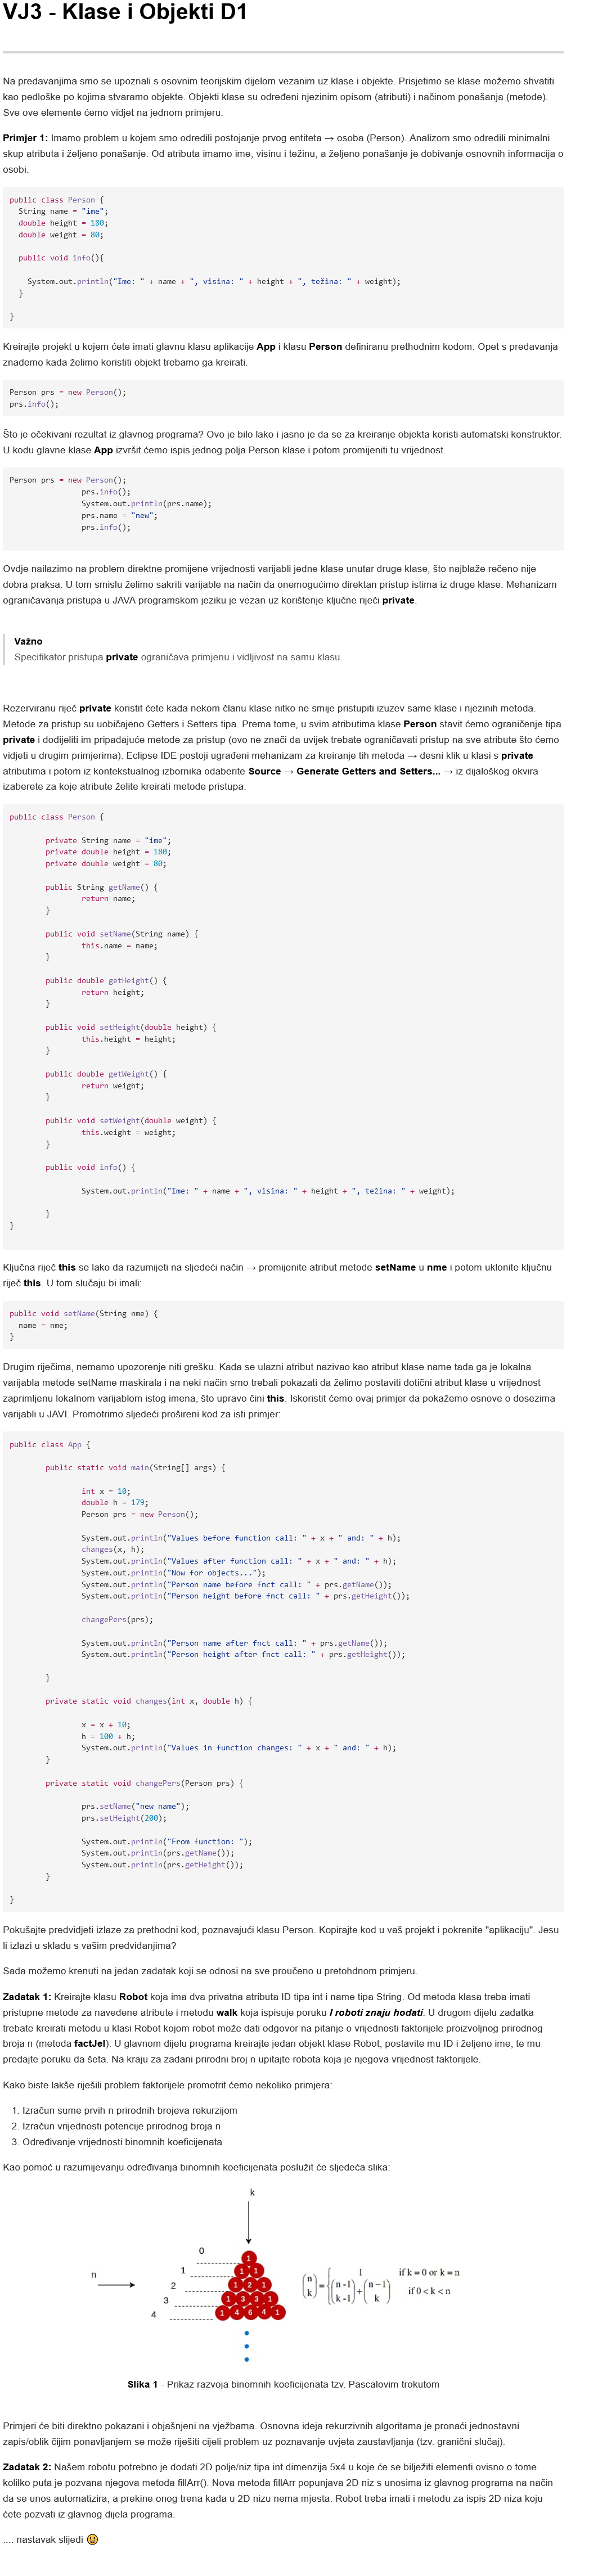 VJ3 - Klase i Objekti D1
Na predavanjima smo se upoznali s osovnim teorijskim dijelom vezanim uz klase i objekte. Prisjetimo se klase možemo shvatiti
kao pedloške po kojima stvaramo objekte. Objekti klase su određeni njezinim opisom (atributi) i načinom ponašanja (metode).
Sve ove elemente ćemo vidjet na jednom primjeru.
Primjer 1: Imamo problem u kojem smo odredili postojanje prvog entiteta → osoba (Person). Analizom smo odredili minimalni
skup atributa i željeno ponašanje. Od atributa imamo ime, visinu i težinu, a željeno ponašanje je dobivanje osnovnih informacija o
osobi.
public class Person {
String name = "ime";
double height = 180;
double weight = 80;
public void info(){
System.out.println("Ime: " + name + ", visina: " + height + ", težina: " + weight);
}
}
Kreirajte projekt u kojem ćete imati glavnu klasu aplikacije App i klasu Person definiranu prethodnim kodom. Opet s predavanja
znademo kada želimo koristiti objekt trebamo ga kreirati.
Person prs = new Person();
prs.info();
Što je očekivani rezultat iz glavnog programa? Ovo je bilo lako i jasno je da se za kreiranje objekta koristi automatski konstruktor.
U kodu glavne klase App izvršit ćemo ispis jednog polja Person klase i potom promijeniti tu vrijednost.
Person prs = new Person();
prs.info();
System.out.println(prs.name);
prs.name = "new";
prs.info();
Ovdje nailazimo na problem direktne promijene vrijednosti varijabli jedne klase unutar druge klase, što najblaže rečeno nije
dobra praksa. U tom smislu želimo sakriti varijable na način da onemogućimo direktan pristup istima iz druge klase. Mehanizam
ograničavanja pristupa u JAVA programskom jeziku je vezan uz korištenje ključne riječi private.
Važno
Specifikator pristupa private ograničava primjenu i vidljivost na samu klasu.
Rezerviranu riječ private koristit ćete kada nekom članu klase nitko ne smije pristupiti izuzev same klase i njezinih metoda.
Metode za pristup su uobičajeno Getters i Setters tipa. Prema tome, u svim atributima klase Person stavit ćemo ograničenje tipa
private i dodijeliti im pripadajuće metode za pristup (ovo ne znači da uvijek trebate ograničavati pristup na sve atribute što ćemo
vidjeti u drugim primjerima). Eclipse IDE postoji ugrađeni mehanizam za kreiranje tih metoda → desni klik u klasi s private
atributima i potom iz kontekstualnog izbornika odaberite Source → Generate Getters and Setters... → iz dijaloškog okvira
izaberete za koje atribute želite kreirati metode pristupa.
public class Person {
private String name = "ime";
private double height = 180;
private double weight = 80;
public String getName() {
return name;
}
public void setName(String name) {
this.name = name;
}
public double getHeight() {
return height;
}
public void setHeight(double height) {
this.height = height;
}
public double getWeight() {
return weight;
}
public void setWeight(double weight) {
this.weight = weight;
}
public void info() {
System.out.println("Ime: " + name + ", visina: " + height + ", težina: " + weight);
}
}
Ključna riječ this se lako da razumijeti na sljedeći način → promijenite atribut metode setName u nme i potom uklonite ključnu
riječ this. U tom slučaju bi imali:
public void setName(String nme) {
name = nme;
}
Drugim riječima, nemamo upozorenje niti grešku. Kada se ulazni atribut nazivao kao atribut klase name tada ga je lokalna
varijabla metode setName maskirala i na neki način smo trebali pokazati da želimo postaviti dotični atribut klase u vrijednost
zaprimljenu lokalnom varijablom istog imena, što upravo čini this. Iskoristit ćemo ovaj primjer da pokažemo osnove o dosezima
varijabli u JAVI. Promotrimo sljedeći prošireni kod za isti primjer:
public class App {
public static void main(String[] args) {
int x = 10;
double h = 179;
Person prs = new Person();
System.out.println("Values before function call: " + x + " and: " + h);
changes(x, h);
System.out.println("Values after function call: " + x + " and: " + h);
System.out.println("Now for objects...");
System.out.println("Person name before fnct call: " + prs.getName());
System.out.println("Person height before fnct call: " + prs.getHeight());
changePers(prs);
System.out.println("Person name after fnct call: " + prs.getName());
System.out.println("Person height after fnct call: " + prs.getHeight());
}
private static void changes(int x, double h) {
x = x + 10;
h = 100 + h;
System.out.println("Values in function changes: " + x + " and: " + h);
}
private static void changePers(Person prs) {
prs.setName("new name");
prs.setHeight(200);
System.out.println("From function: ");
System.out.println(prs.getName());
System.out.println(prs.getHeight());
}
}
Pokušajte predvidjeti izlaze za prethodni kod, poznavajući klasu Person. Kopirajte kod u vaš projekt i pokrenite "aplikaciju". Jesu
li izlazi u skladu s vašim predviđanjima?
Sada možemo krenuti na jedan zadatak koji se odnosi na sve proučeno u pretohdnom primjeru.
Zadatak 1: Kreirajte klasu Robot koja ima dva privatna atributa ID tipa int i name tipa String. Od metoda klasa treba imati
pristupne metode za navedene atribute i metodu walk koja ispisuje poruku I roboti znaju hodati. U drugom dijelu zadatka
trebate kreirati metodu u klasi Robot kojom robot može dati odgovor na pitanje o vrijednosti faktorijele proizvoljnog prirodnog
broja n (metoda factJel). U glavnom dijelu programa kreirajte jedan objekt klase Robot, postavite mu ID i željeno ime, te mu
predajte poruku da šeta. Na kraju za zadani prirodni broj n upitajte robota koja je njegova vrijednost faktorijele.
Kako biste lakše riješili problem faktorijele promotrit ćemo nekoliko primjera:
1. Izračun sume prvih n prirodnih brojeva rekurzijom
2. Izračun vrijednosti potencije prirodnog broja n
3. Određivanje vrijednosti binomnih koeficijenata
Kao pomoć u razumijevanju određivanja binomnih koeficijenata poslužit će sljedeća slika:
k
n
0
1
1
1 1
2
1 2 1
3
1 3 3 1
4
1 4 6 4 1
(n k) = { 1 if k = 0 or k = n
(n-1 k-1) + (n-1 k) if 0 < k < n
Slika 1 - Prikaz razvoja binomnih koeficijenata tzv. Pascalovim trokutom
Primjeri će biti direktno pokazani i objašnjeni na vježbama. Osnovna ideja rekurzivnih algoritama je pronaći jednostavni
zapis/oblik čijim ponavljanjem se može riješiti cijeli problem uz poznavanje uvjeta zaustavljanja (tzv. granični slučaj).
Zadatak 2: Našem robotu potrebno je dodati 2D polje/niz tipa int dimenzija 5x4 u koje će se bilježiti elementi ovisno o tome
kolilko puta je pozvana njegova metoda fillArr(). Nova metoda fillArr popunjava 2D niz s unosima iz glavnog programa na način
da se unos automatizira, a prekine onog trena kada u 2D nizu nema mjesta. Robot treba imati i metodu za ispis 2D niza koju
ćete pozvati iz glavnog dijela programa.
.... nastavak slijedi